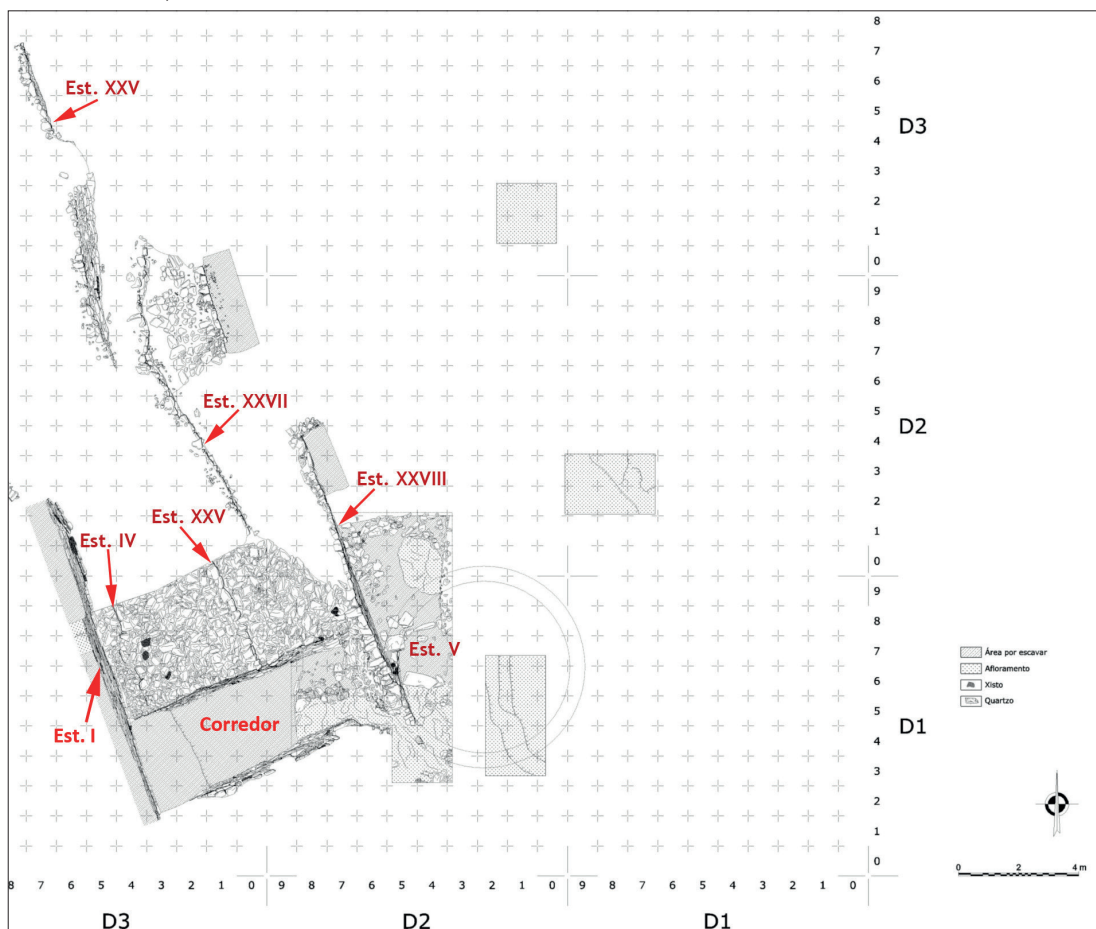 8
7
6
5
4
3
2
1
0
9
8
7
6
5
4
3
2
1
0
9
8
7
6
5
4
3
2
1
0
D3
D2
D1
Est. XXV
Est. XXVII
Est. XXVIII
Est. XXV
Est. IV
Est. V
Est. I
Corredor
Área por escavar
Afloramento
Xisto
Quartzo
0 2 4 m
8 7 6 5 4 3 2 1 0 9 8 7 6 5 4 3 2 1 0 9 8 7 6 5 4 3 2 1 0
D3 D2 D1